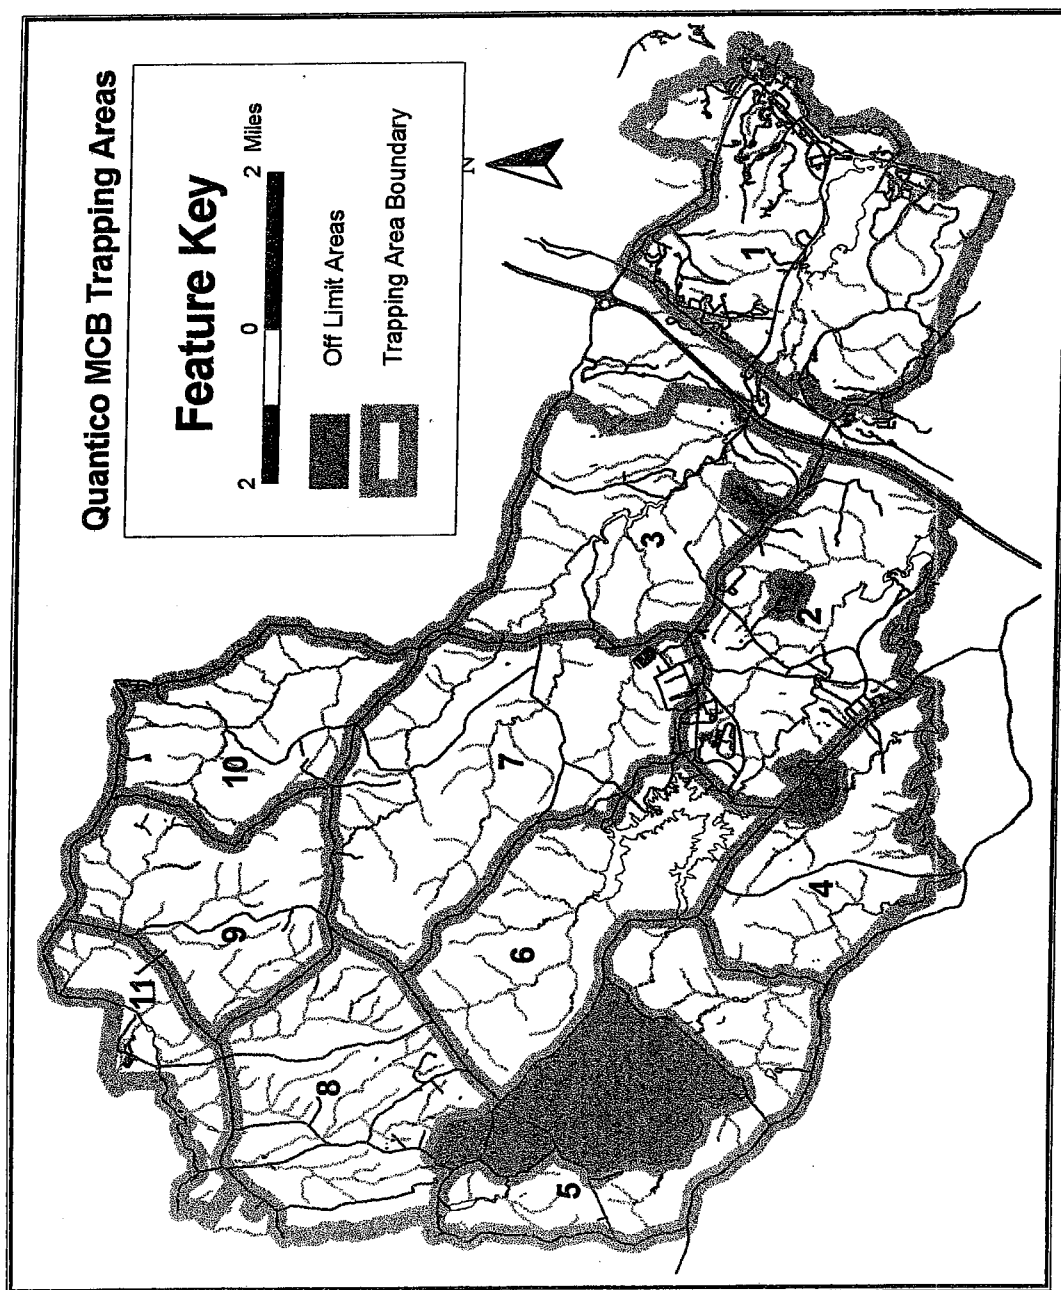 Quantico MCB Trapping Areas
Feature Key
2 0 2 Miles
Off Limit Areas
Trapping Area Boundary
N
11
10
9
8
7
6
5
4
3
2
1